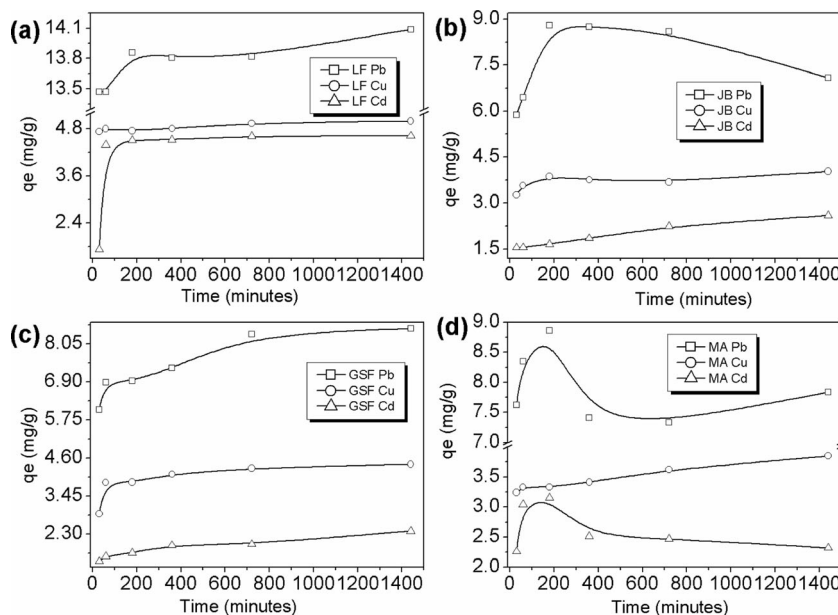 (a)
14.1
13.8
13.5
4.8
3.6
2.4
qe (mg/g)
LF Pb
LF Cu
LF Cd
0 200 400 600 800 1000 1200 1400
Time (minutes)
(b)
9.0
7.5
6.0
4.5
3.0
1.5
qe (mg/g)
JB Pb
JB Cu
JB Cd
0 200 400 600 800 1000 1200 1400
Time (minutes)
(c)
8.05
6.90
5.75
4.60
3.45
2.30
qe (mg/g)
GSF Pb
GSF Cu
GSF Cd
0 200 400 600 800 1000 1200 1400
Time (minutes)
(d)
9.0
8.5
8.0
7.5
7.0
3.5
3.0
2.5
2.0
qe (mg/g)
MA Pb
MA Cu
MA Cd
0 200 400 600 800 1000 1200 1400
Time (minutes)